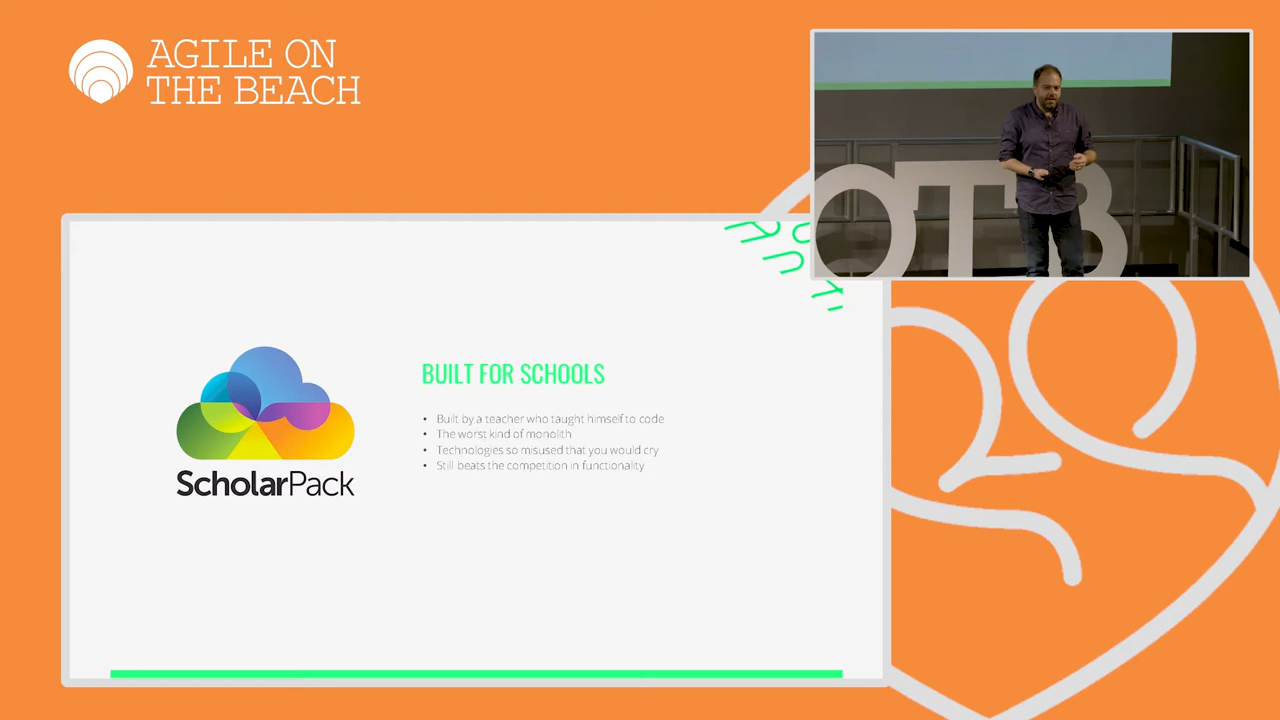 AGILE ON
THE BEACH
OTB
BUILT FOR SCHOOLS
• Built by a teacher who taught himself to code
• The worst kind of monolith
• Technologies so misused that you would cry
• Still beats the competition in functionality
ScholarPack